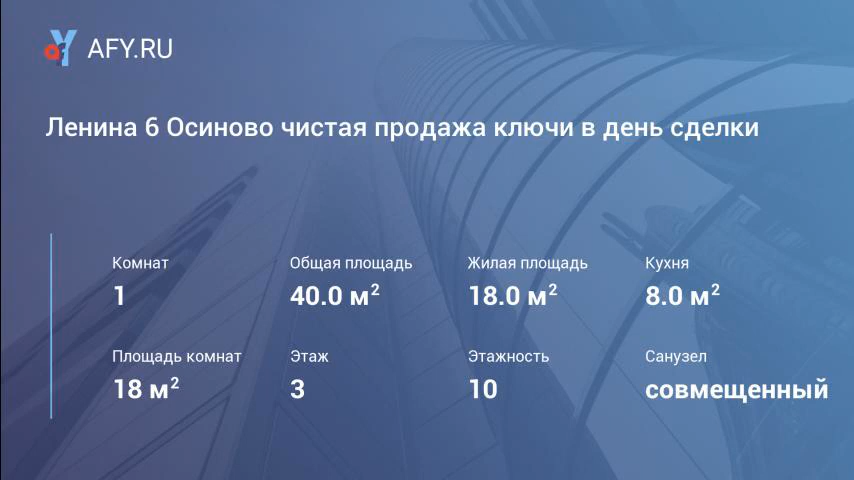 AFY.RU
Ленина 6 Осиново чистая продажа ключи в день сделки
Комнат Общая площадь Жилая площадь Кухня
1 40.0 м² 18.0 м² 8.0 м²
Площадь комнат Этаж Этажность Санузел
18 м² 3 10 совмещенный